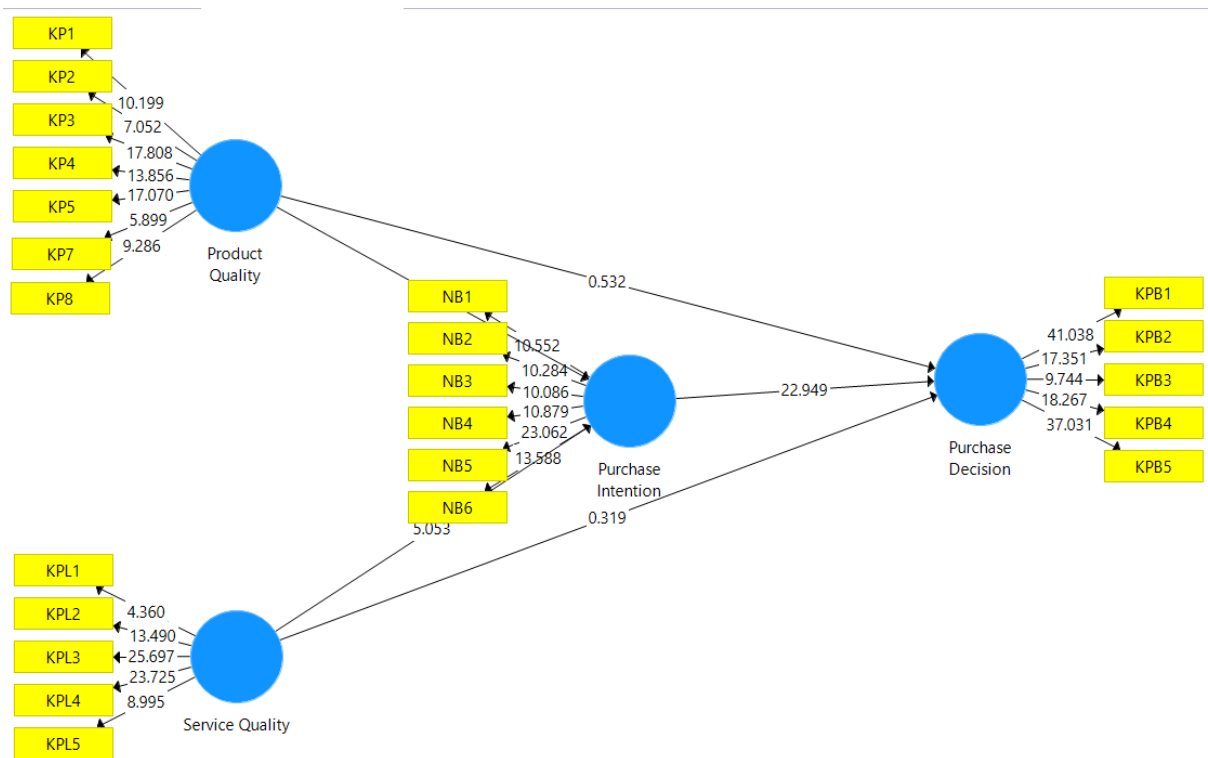 KP1
KP2
KP3
KP4
KP5
KP7
KP8
10.199
7.052
17.808
13.856
17.070
5.899
9.286
Product
Quality
0.532
NB1
NB2
NB3
NB4
NB5
NB6
10.552
10.284
10.086
10.879
23.062
13.588
Purchase
Intention
22.949
KPB1
KPB2
KPB3
KPB4
KPB5
41.038
17.351
9.744
18.267
37.031
Purchase
Decision
5.053
0.319
KPL1
KPL2
KPL3
KPL4
KPL5
4.360
13.490
25.697
23.725
8.995
Service Quality